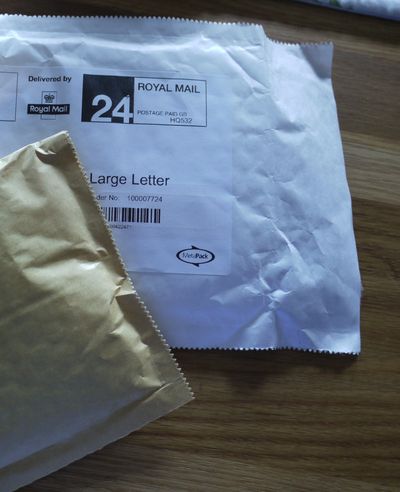 Delivered by
Royal Mail
24
ROYAL MAIL
POSTAGE PAID GB
HQ532
Large Letter
der No: 100007724
MetaPack